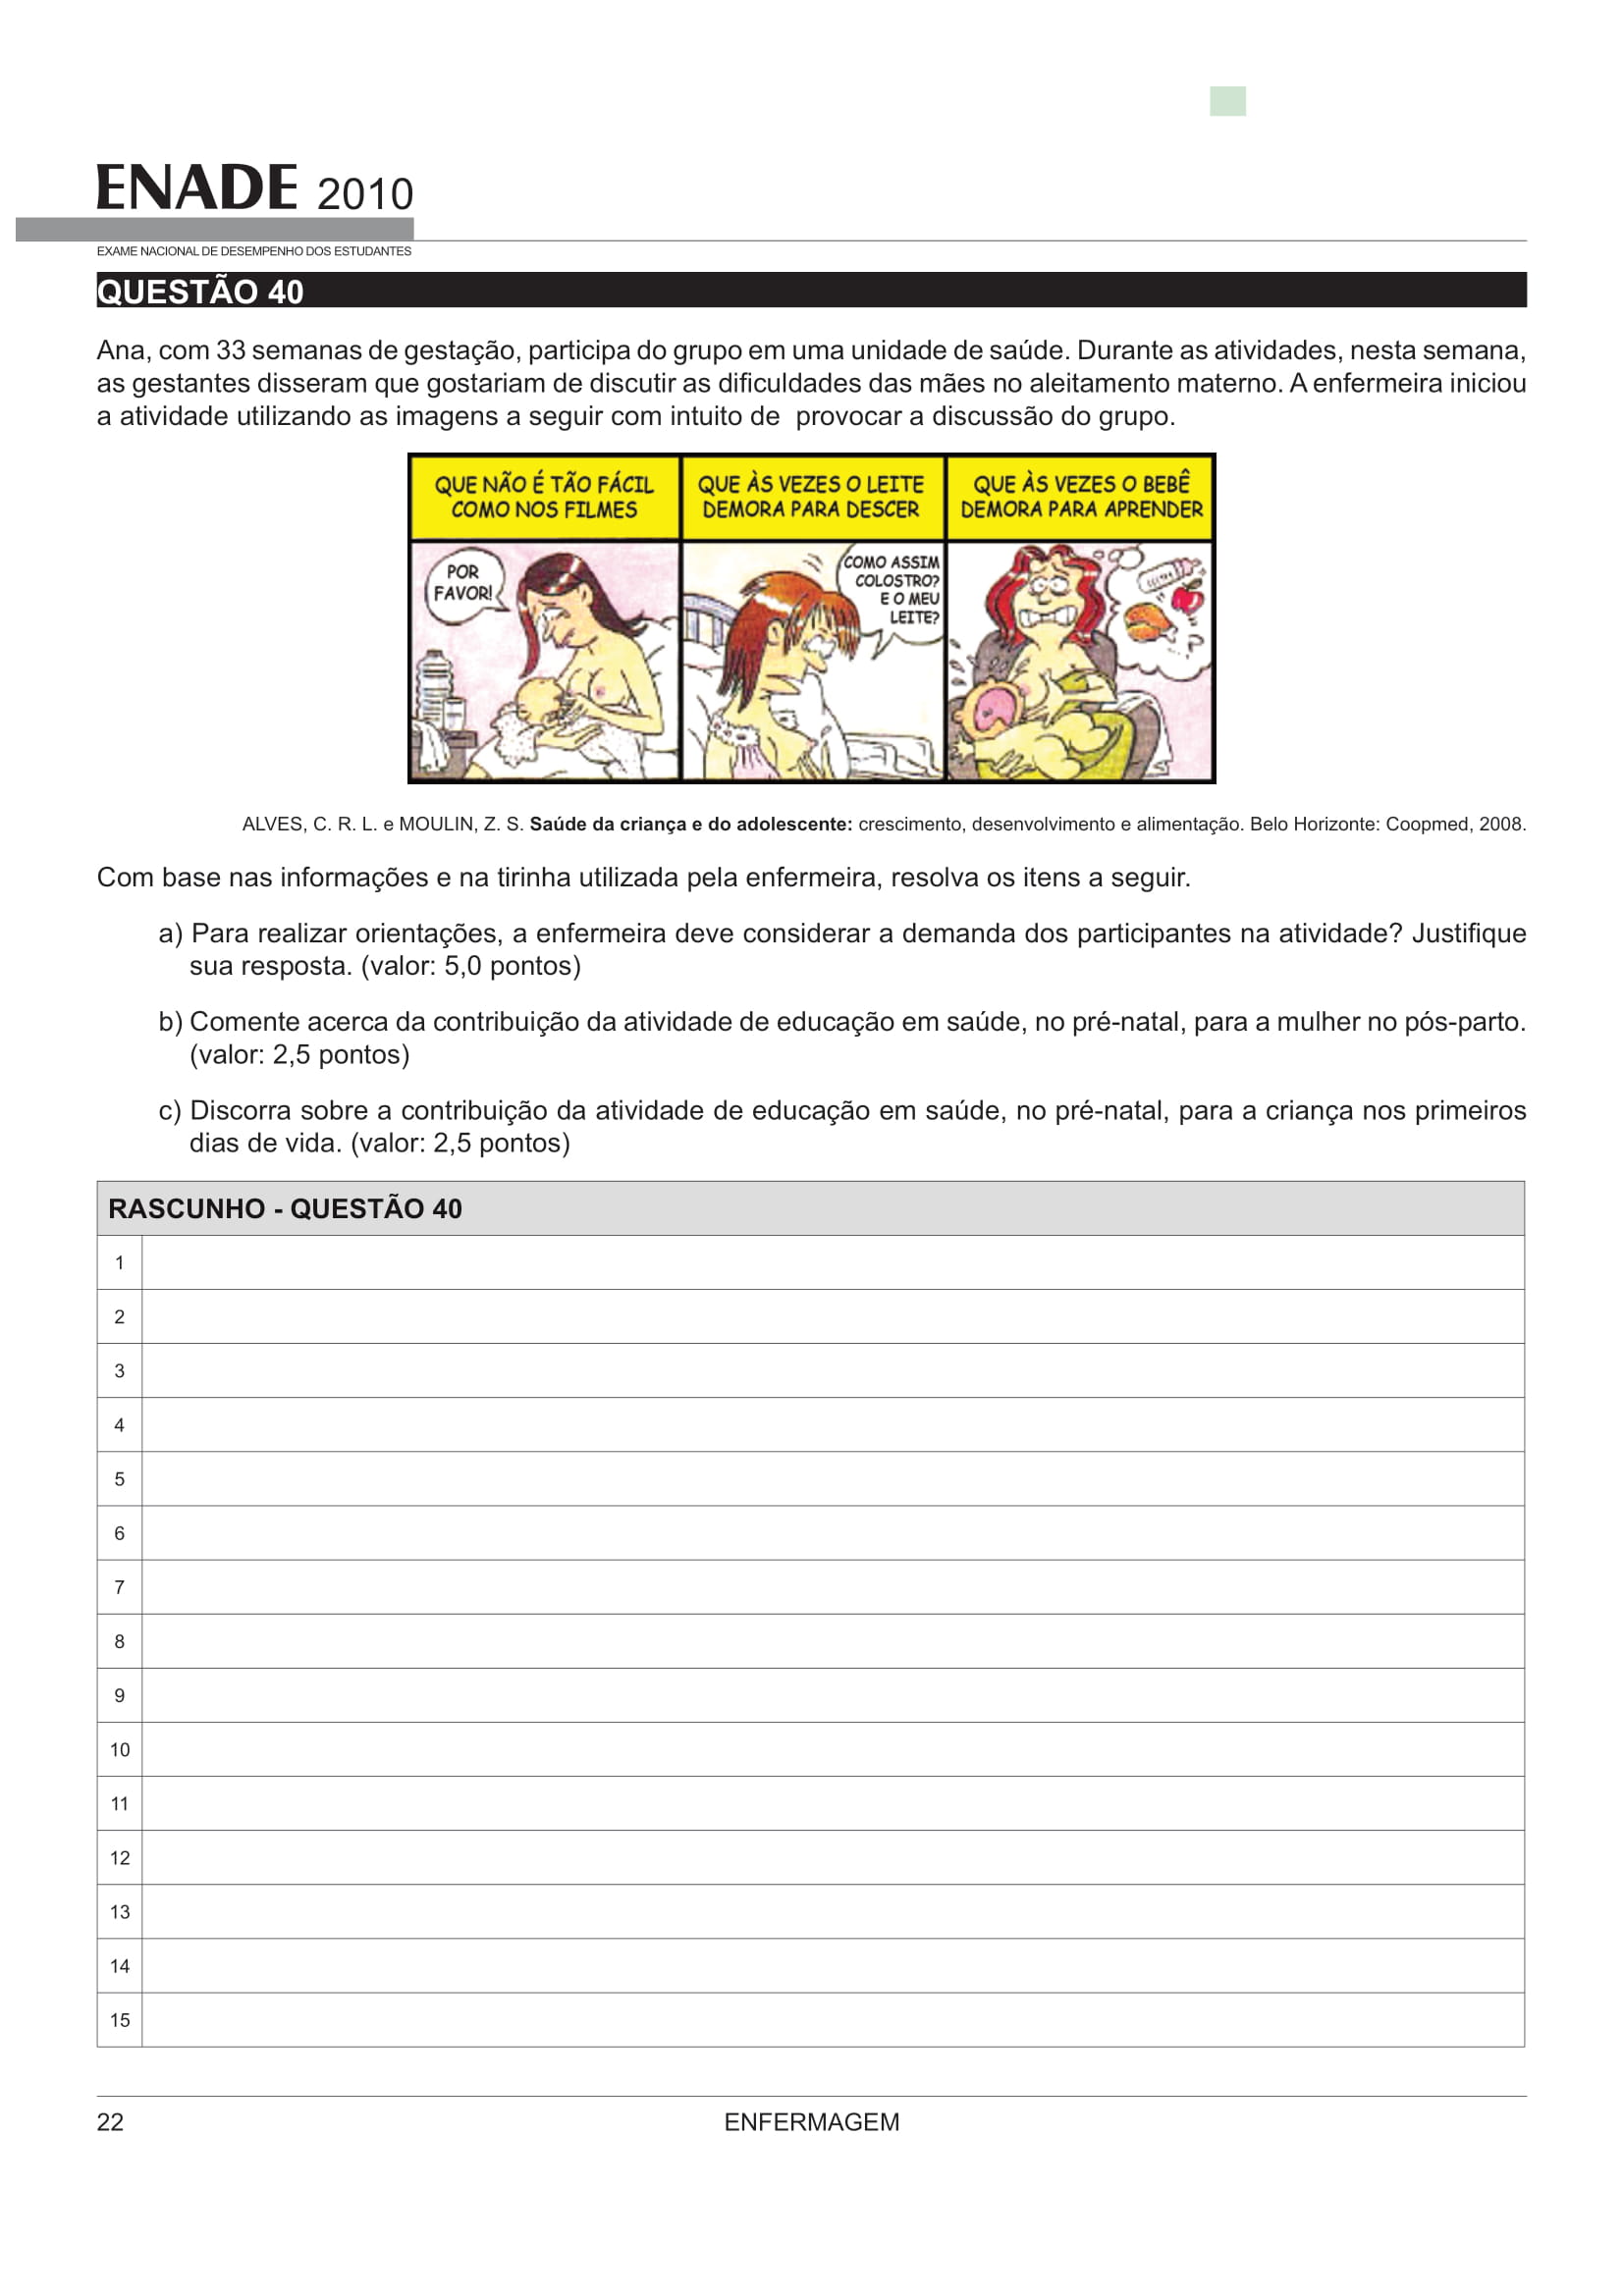 ENADE 2010
EXAME NACIONAL DE DESEMPENHO DOS ESTUDANTES
QUESTÃO 40
Ana, com 33 semanas de gestação, participa do grupo em uma unidade de saúde. Durante as atividades, nesta semana,
as gestantes disseram que gostariam de discutir as dificuldades das mães no aleitamento materno. A enfermeira iniciou
a atividade utilizando as imagens a seguir com intuito de provocar a discussão do grupo.
QUE NÃO É TÃO FÁCIL
COMO NOS FILMES
POR
FAVOR!
QUE ÀS VEZES O LEITE
DEMORA PARA DESCER
COMO ASSIM
COLOSTRO?
E O MEU
LEITE?
QUE ÀS VEZES O BEBÊ
DEMORA PARA APRENDER
ALVES, C. R. L. e MOULIN, Z. S. Saúde da criança e do adolescente: crescimento, desenvolvimento e alimentação. Belo Horizonte: Coopmed, 2008.
Com base nas informações e na tirinha utilizada pela enfermeira, resolva os itens a seguir.
a) Para realizar orientações, a enfermeira deve considerar a demanda dos participantes na atividade? Justifique
sua resposta. (valor: 5,0 pontos)
b) Comente acerca da contribuição da atividade de educação em saúde, no pré-natal, para a mulher no pós-parto.
(valor: 2,5 pontos)
c) Discorra sobre a contribuição da atividade de educação em saúde, no pré-natal, para a criança nos primeiros
dias de vida. (valor: 2,5 pontos)
RASCUNHO - QUESTÃO 40
1
2
3
4
5
6
7
8
9
10
11
12
13
14
15
22
ENFERMAGEM